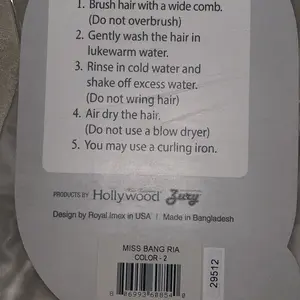 1. Brush hair with a wide comb.
(Do not overbrush)
2. Gently wash the hair in
lukewarm water.
3. Rinse in cold water and
shake off excess water.
(Do not wring hair)
4. Air dry the hair.
(Do not use a blow dryer)
5. You may use a curling iron.
PRODUCTS BY Hollywood Zury
Design by Royal Imex in USA | Made in Bangladesh
MISS BANG RIA
COLOR - 2
29512